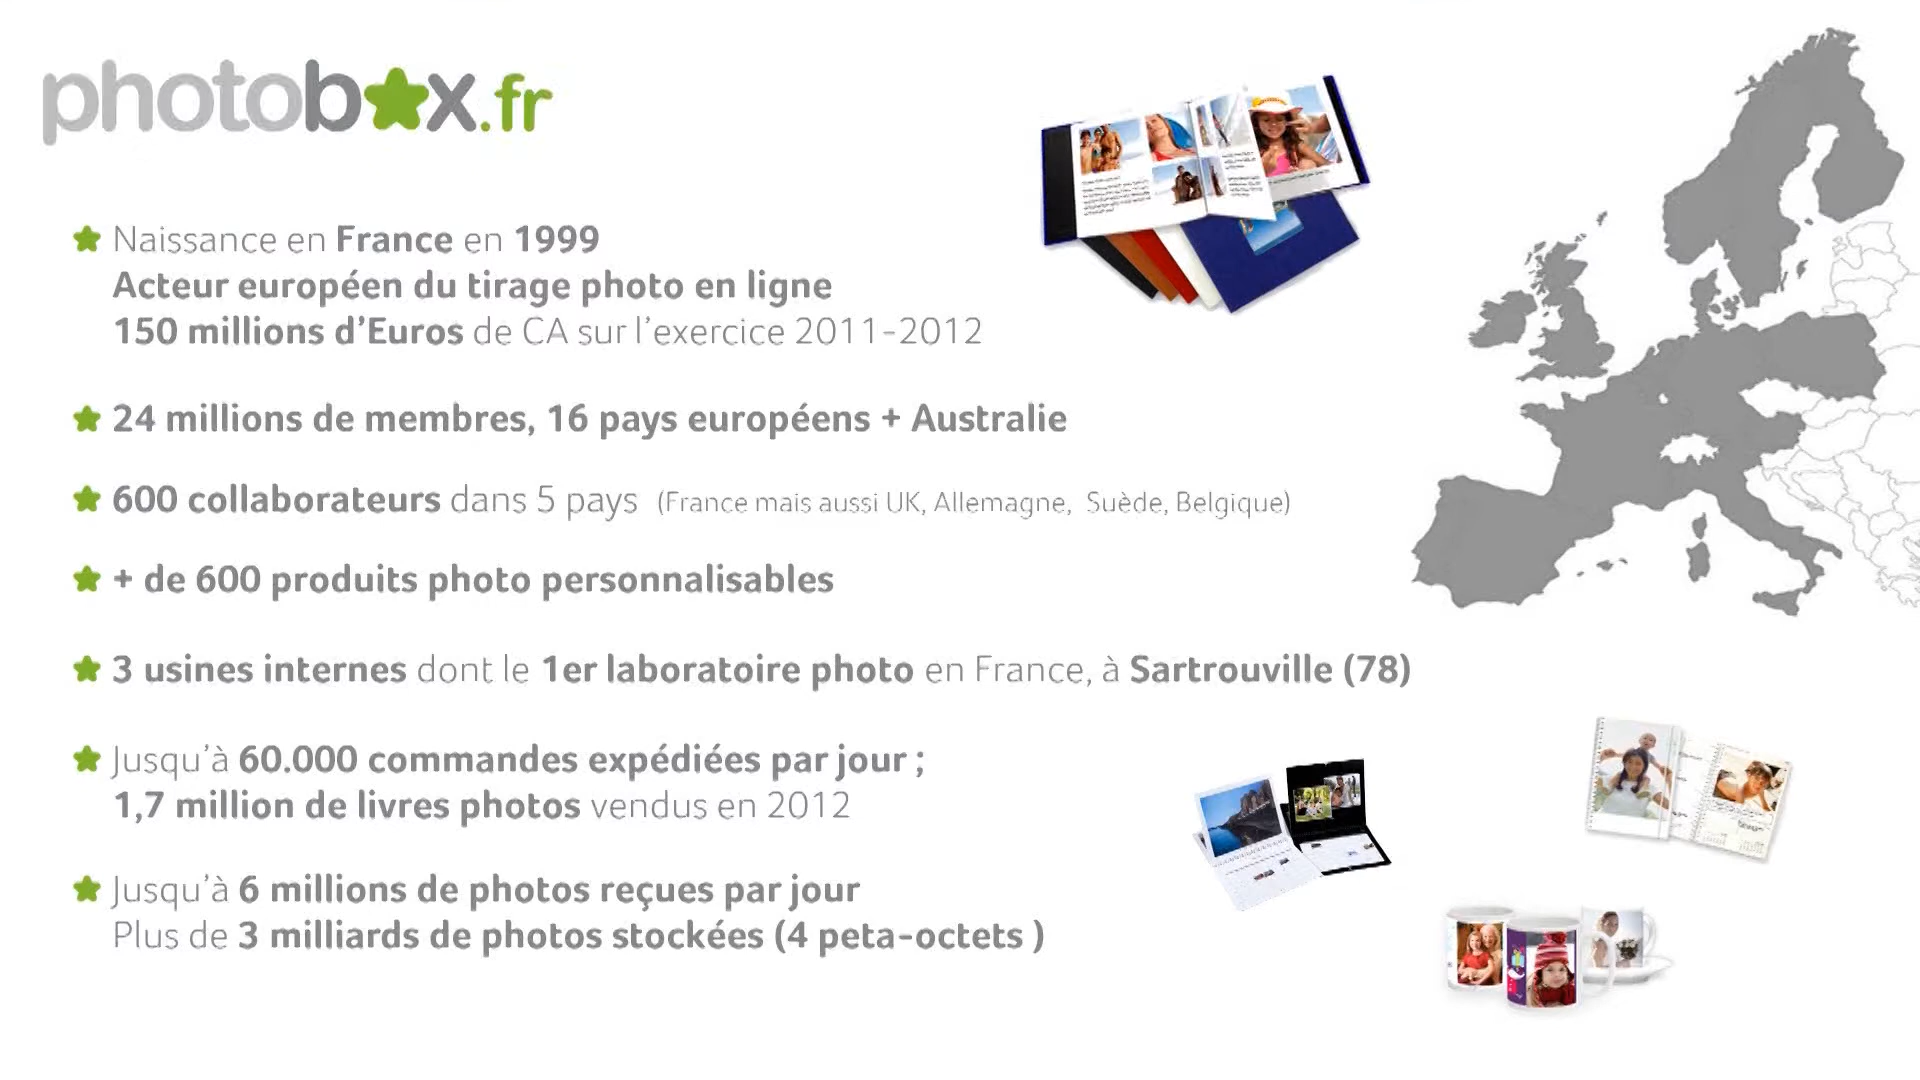 photobox.fr
Naissance en France en 1999
Acteur européen du tirage photo en ligne
150 millions d’Euros de CA sur l’exercice 2011-2012
24 millions de membres, 16 pays européens + Australie
600 collaborateurs dans 5 pays (France mais aussi UK, Allemagne, Suède, Belgique)
+ de 600 produits photo personnalisables
3 usines internes dont le 1er laboratoire photo en France, à Sartrouville (78)
Jusqu’à 60.000 commandes expédiées par jour ;
1,7 million de livres photos vendus en 2012
Jusqu’à 6 millions de photos reçues par jour
Plus de 3 milliards de photos stockées (4 peta-octets )